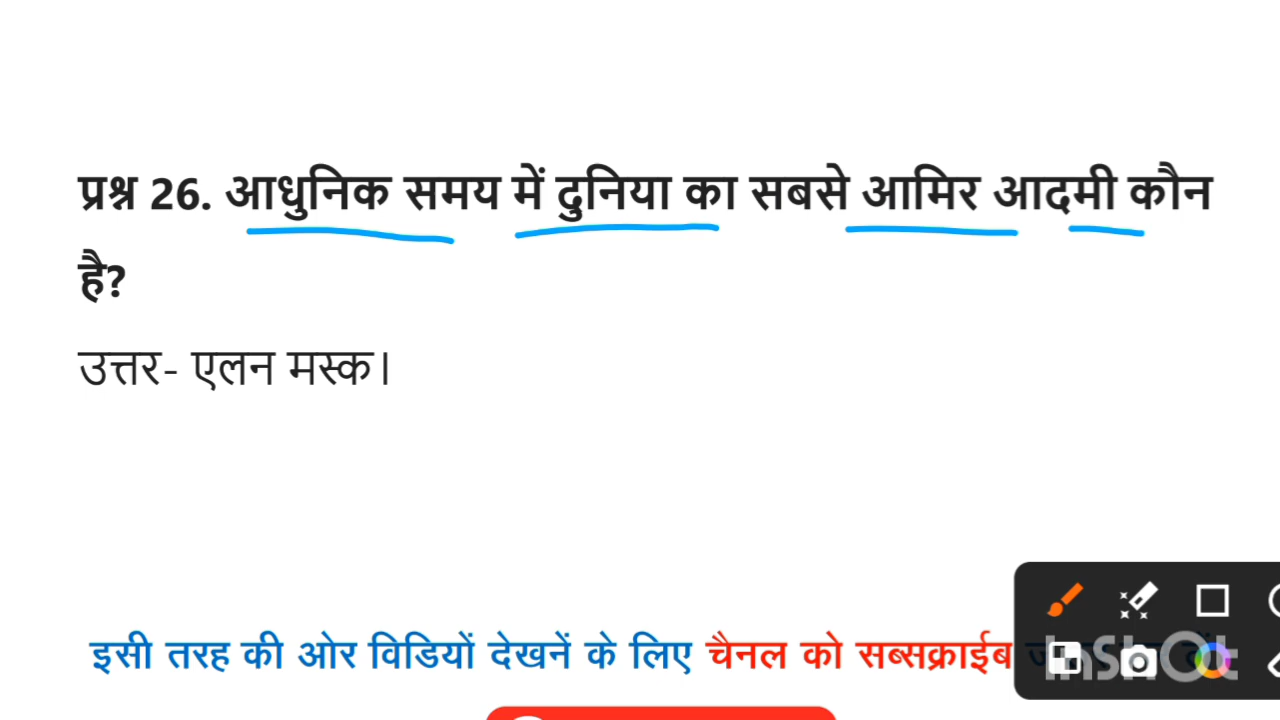 प्रश्न 26. आधुनिक समय में दुनिया का सबसे आमिर आदमी कौन
है?
उत्तर- एलन मस्क।
इसी तरह की ओर विडियों देखनें के लिए चैनल को सब्सक्राईब
InShOt